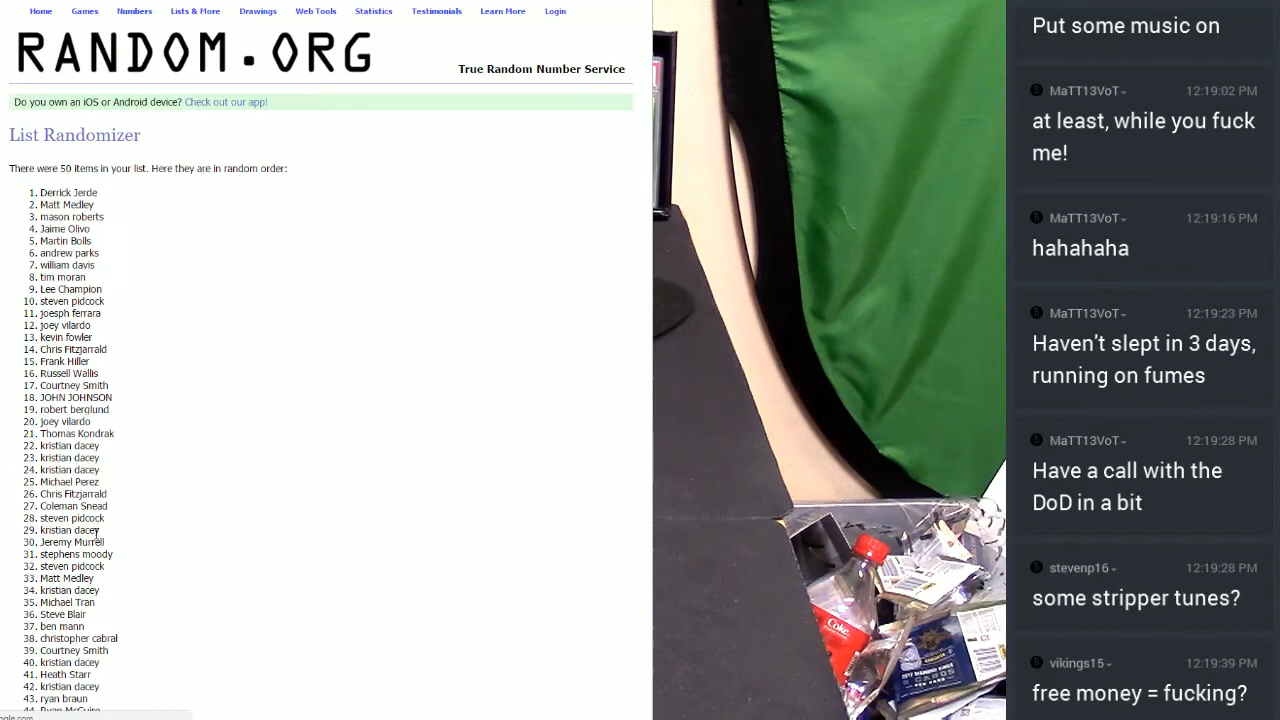 Home Games Numbers Lists & More Drawings Web Tools Statistics Testimonials Learn More Login
RANDOM.ORG
True Random Number Service
Do you own an iOS or Android device? Check out our app!
List Randomizer
There were 50 items in your list. Here they are in random order:
1. Derrick Jerde
2. Matt Medley
3. mason roberts
4. Jaime Olivo
5. Martin Bolls
6. andrew parks
7. william davis
8. tim moran
9. Lee Champion
10. steven pidcock
11. joesph ferrara
12. joey vilardo
13. kevin fowler
14. Chris Fitzjarrald
15. Frank Hiller
16. Russell Wallis
17. Courtney Smith
18. JOHN JOHNSON
19. robert berglund
20. joey vilardo
21. Thomas Kondrak
22. kristian dacey
23. kristian dacey
24. kristian dacey
25. Michael Perez
26. Chris Fitzjarrald
27. Coleman Snead
28. steven pidcock
29. kristian dacey
30. Jeremy Murrell
31. stephens moody
32. steven pidcock
33. Matt Medley
34. kristian dacey
35. Michael Tran
36. Steve Blair
37. ben mann
38. christopher cabral
39. Courtney Smith
40. kristian dacey
41. Heath Starr
42. kristian dacey
43. ryan braun
44. Ryan McGuire
ogle.com
Coke
CARDS
Put some music on
MaTT13VoT 12:19:02 PM
at least, while you fuck
me!
MaTT13VoT 12:19:16 PM
hahahaha
MaTT13VoT 12:19:23 PM
Haven't slept in 3 days,
running on fumes
MaTT13VoT 12:19:28 PM
Have a call with the
DoD in a bit
stevenp16 12:19:28 PM
some stripper tunes?
vikings15 12:19:39 PM
free money = fucking?